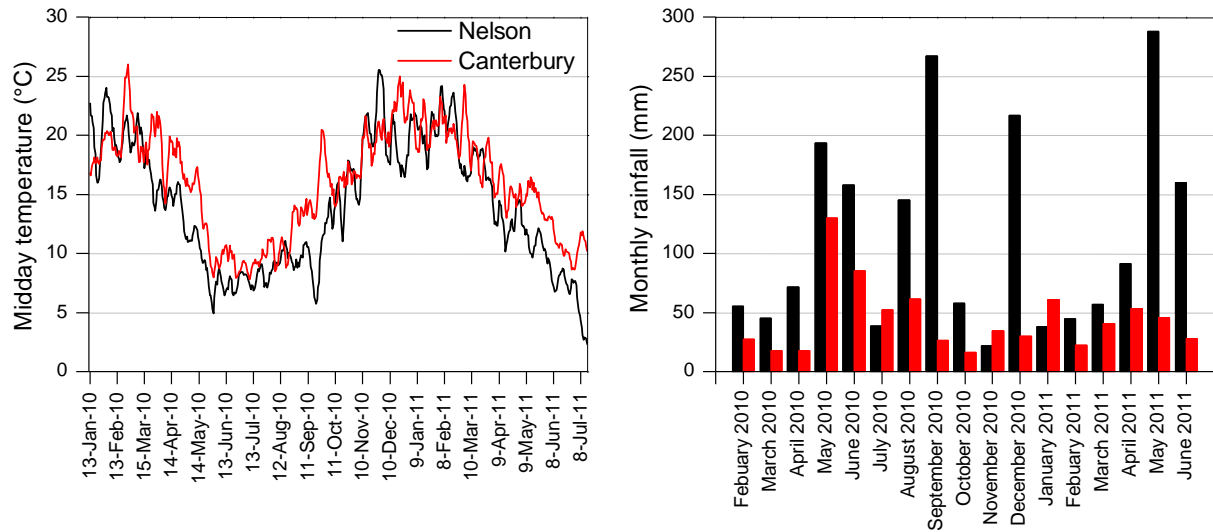 Midday temperature (°C)
30
25
20
15
10
5
0
Nelson
Canterbury
13-Jan-10
13-Feb-10
15-Mar-10
14-Apr-10
14-May-10
13-Jun-10
13-Jul-10
12-Aug-10
11-Sep-10
11-Oct-10
10-Nov-10
10-Dec-10
9-Jan-11
8-Feb-11
10-Mar-11
9-Apr-11
9-May-11
8-Jun-11
8-Jul-11
Monthly rainfall (mm)
300
250
200
150
100
50
0
Febuary 2010
March 2010
April 2010
May 2010
June 2010
July 2010
August 2010
September 2010
October 2010
November 2010
December 2010
January 2011
Febuary 2011
March 2011
April 2011
May 2011
June 2011